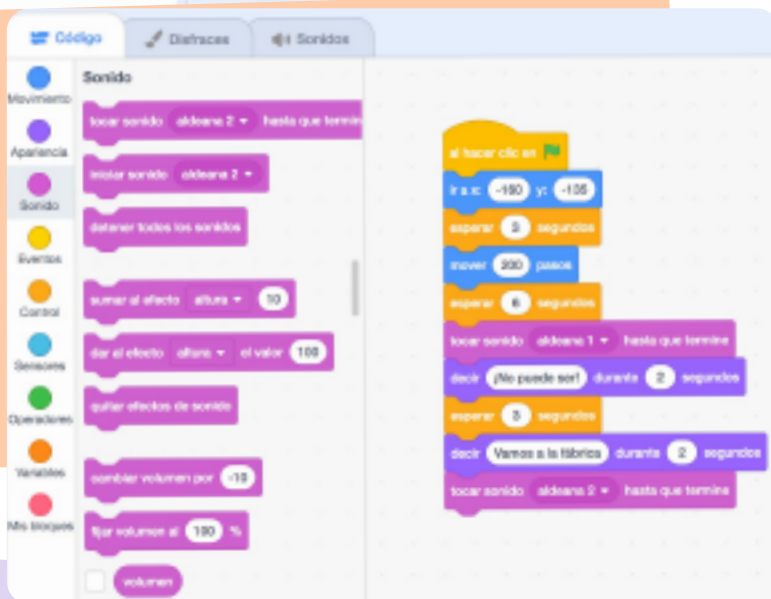 Código
Disfraces
Sonidos
Movimiento
Apariencia
Sonido
Eventos
Control
Sensores
Operadores
Variables
Mis bloques
Sonido
tocar sonido aldeana 2 hasta que termin
iniciar sonido aldeana 2
detener todos los sonidos
sumar al efecto altura 10
dar al efecto altura el valor 100
quitar efectos de sonido
cambiar volumen por -10
fijar volumen al 100 %
volumen
al hacer clic en
ir a x: -160 y: -135
esperar segundos
mover 200 pasos
esperar 6 segundos
tocar sonido aldeana 1 hasta que termine
decir ¡No puede ser! durante 2 segundos
esperar 3 segundos
decir Vamos a la fábrica durante 2 segundos
tocar sonido aldeana 2 hasta que termine